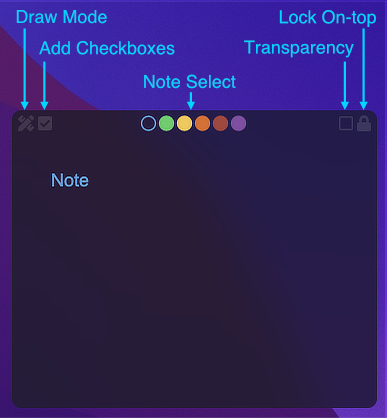 Draw Mode
Lock On-top
Add Checkboxes
Transparency
Note Select
Note